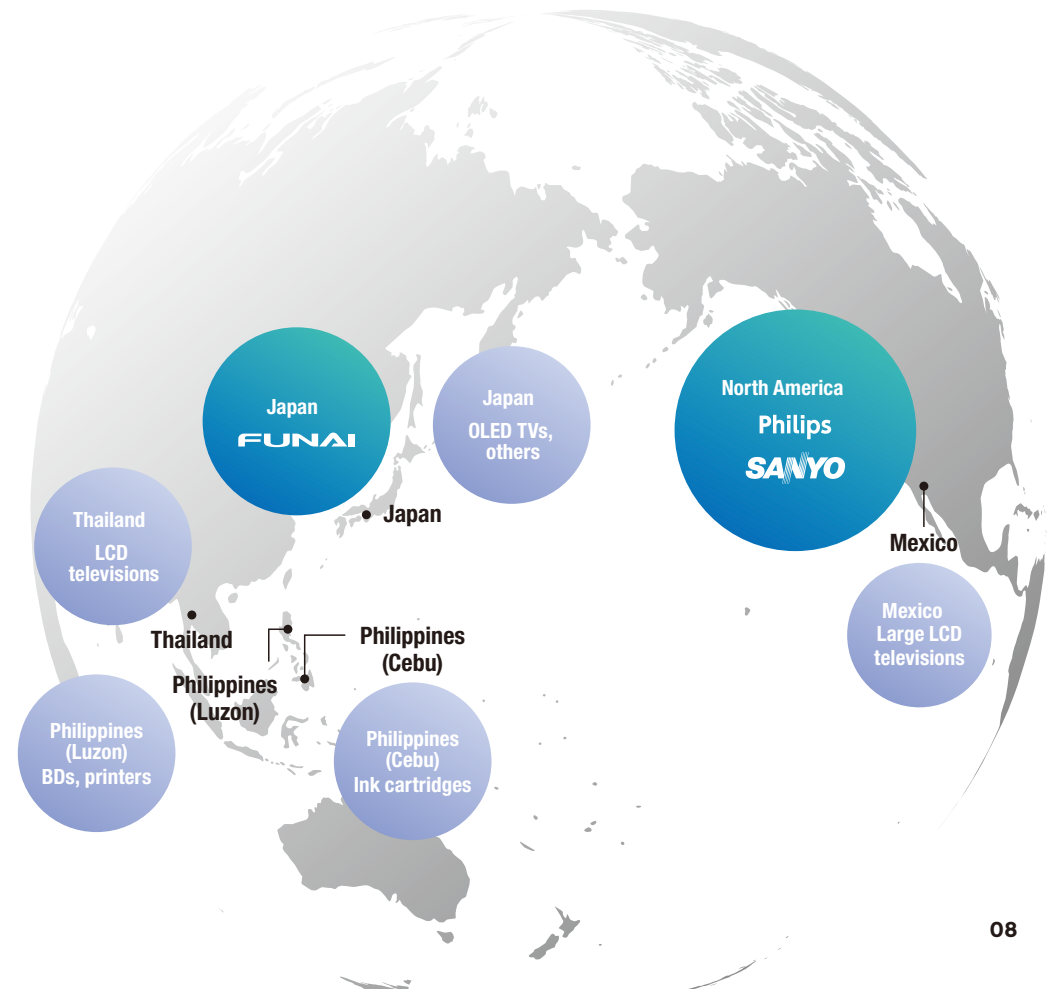 Japan
FUNAI
Japan
OLED TVs,
others
North America
Philips
SANYO
Thailand
LCD
televisions
Japan
Mexico
Thailand
Philippines
(Cebu)
Philippines
(Luzon)
Mexico
Large LCD
televisions
Philippines
(Luzon)
BDs, printers
Philippines
(Cebu)
Ink cartridges
08